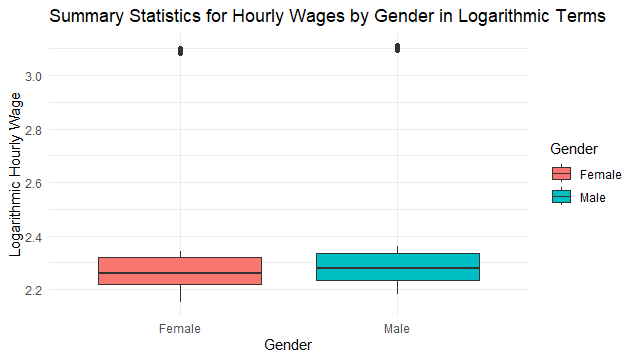 Summary Statistics for Hourly Wages by Gender in Logarithmic Terms
Logarithmic Hourly Wage
3.0
2.8
2.6
2.4
2.2
Female
Male
Gender
Gender
Female
Male